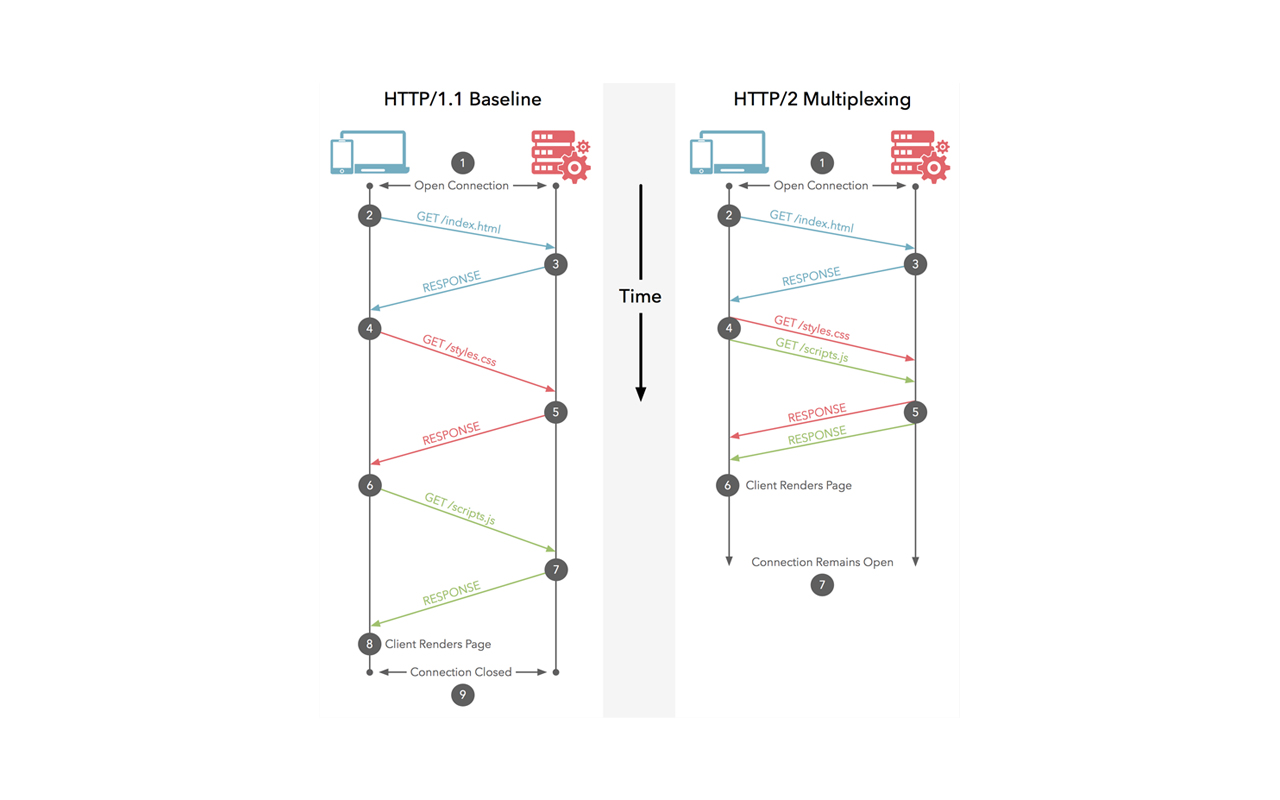 HTTP/1.1 Baseline
1
Open Connection
2
GET /index.html
3
RESPONSE
4
GET /styles.css
5
RESPONSE
6
GET /scripts.js
7
RESPONSE
8 Client Renders Page
Connection Closed
9
Time
HTTP/2 Multiplexing
1
Open Connection
2
GET /index.html
3
RESPONSE
4
GET /styles.css
GET /scripts.js
5
RESPONSE
RESPONSE
6 Client Renders Page
Connection Remains Open
7